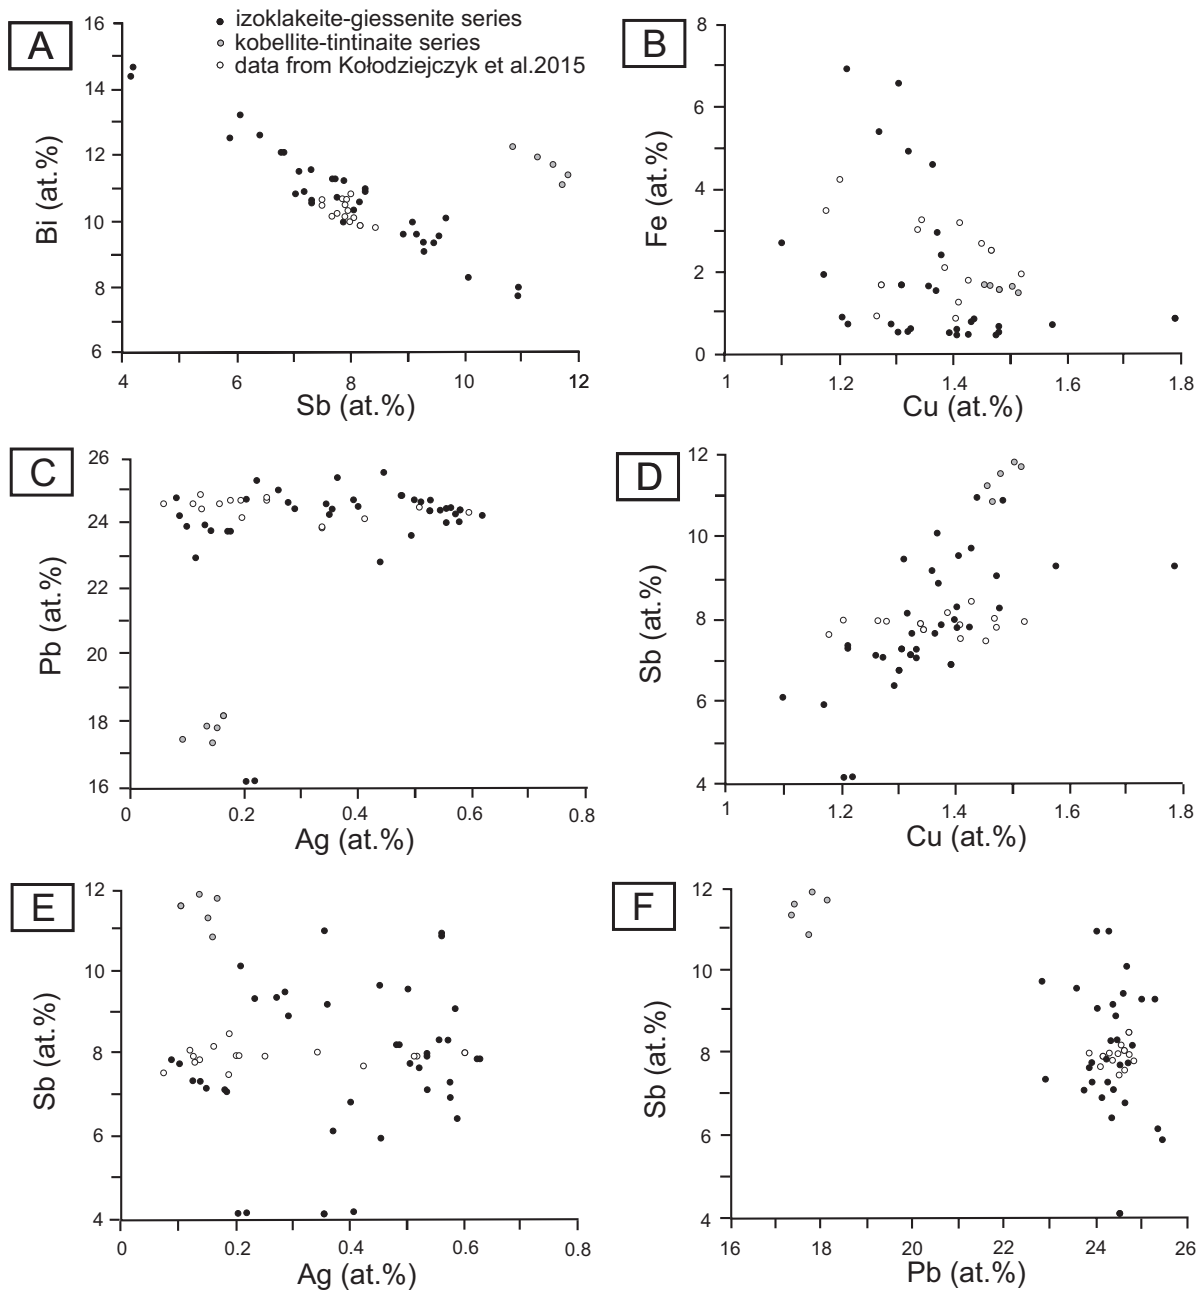 izoklakeite-giessenite series
kobellite-tintinaite series
data from Kołodziejczyk et al.2015
A
16
14
12
10
8
6
Bi (at.%)
4 6 8 10 12
Sb (at.%)
B
8
6
4
2
0
Fe (at.%)
1 1.2 1.4 1.6 1.8
Cu (at.%)
C
26
24
22
20
18
16
Pb (at.%)
0 0.2 0.4 0.6 0.8
Ag (at.%)
D
12
10
8
6
4
Sb (at.%)
1 1.2 1.4 1.6 1.8
Cu (at.%)
E
12
10
8
6
4
Sb (at.%)
0 0.2 0.4 0.6 0.8
Ag (at.%)
F
12
10
8
6
4
Sb (at.%)
16 18 20 22 24 26
Pb (at.%)